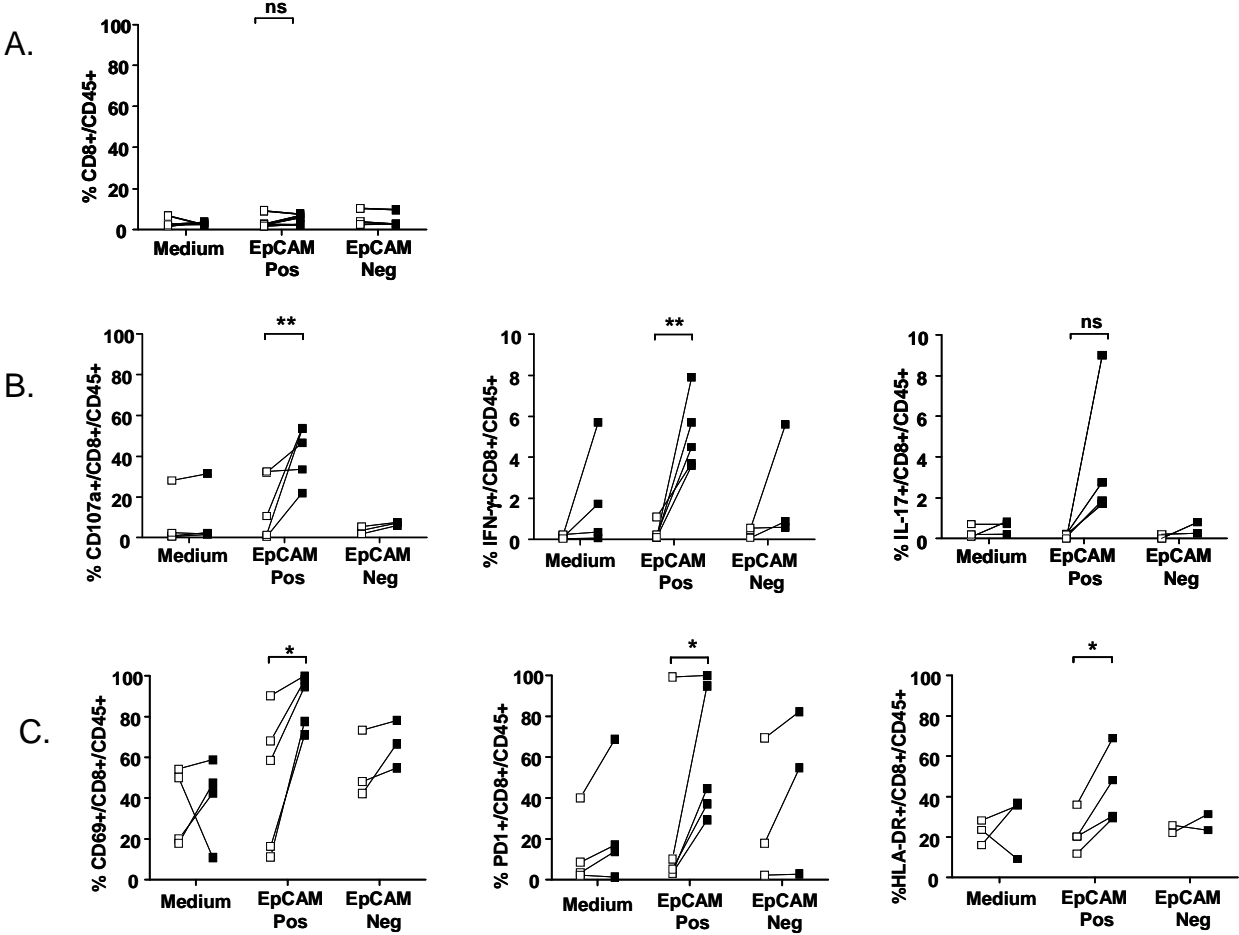 A.
ns
% CD8+/CD45+
100
80
60
40
20
0
Medium
EpCAM
Pos
EpCAM
Neg
B.
**
% CD107a+/CD8+/CD45+
100
80
60
40
20
0
Medium
EpCAM
Pos
EpCAM
Neg
**
% IFN-γ+/CD8+/CD45+
10
8
6
4
2
0
Medium
EpCAM
Pos
EpCAM
Neg
ns
% IL-17+/CD8+/CD45+
10
8
6
4
2
0
Medium
EpCAM
Pos
EpCAM
Neg
C.
*
% CD69+/CD8+/CD45+
100
80
60
40
20
0
Medium
EpCAM
Pos
EpCAM
Neg
*
% PD1+/CD8+/CD45+
100
80
60
40
20
0
Medium
EpCAM
Pos
EpCAM
Neg
*
%HLA-DR+/CD8+/CD45+
100
80
60
40
20
0
Medium
EpCAM
Pos
EpCAM
Neg